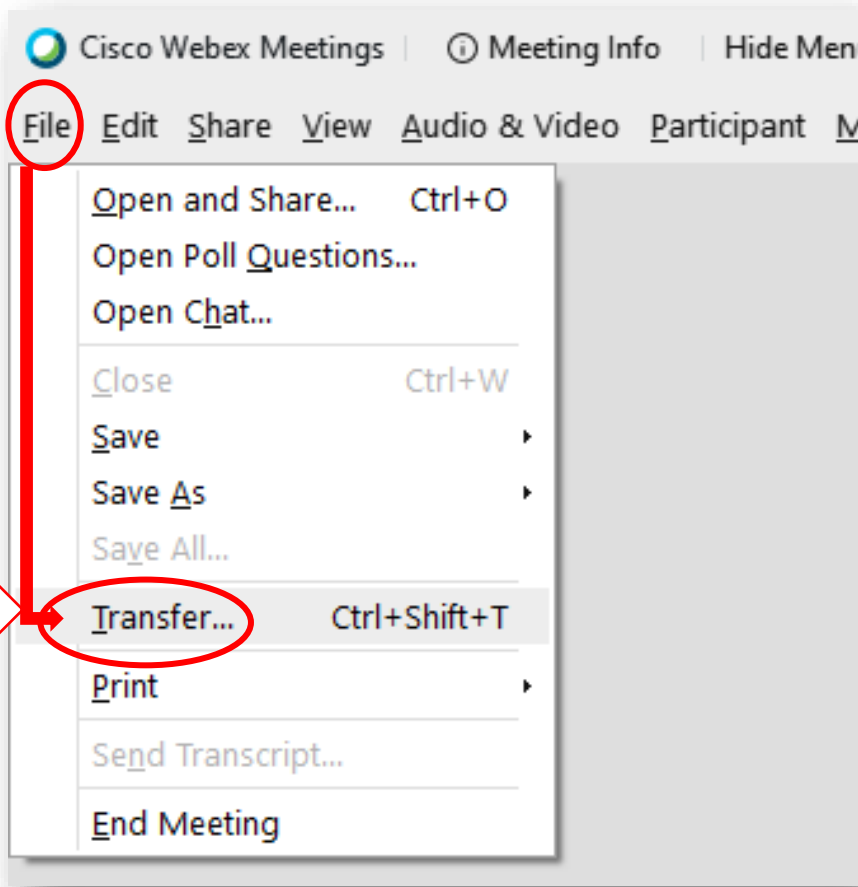 Cisco Webex Meetings Meeting Info Hide Men
File Edit Share View Audio & Video Participant M
Open and Share... Ctrl+O
Open Poll Questions...
Open Chat...
Close Ctrl+W
Save
Save As
Save All...
Transfer... Ctrl+Shift+T
Print
Send Transcript...
End Meeting